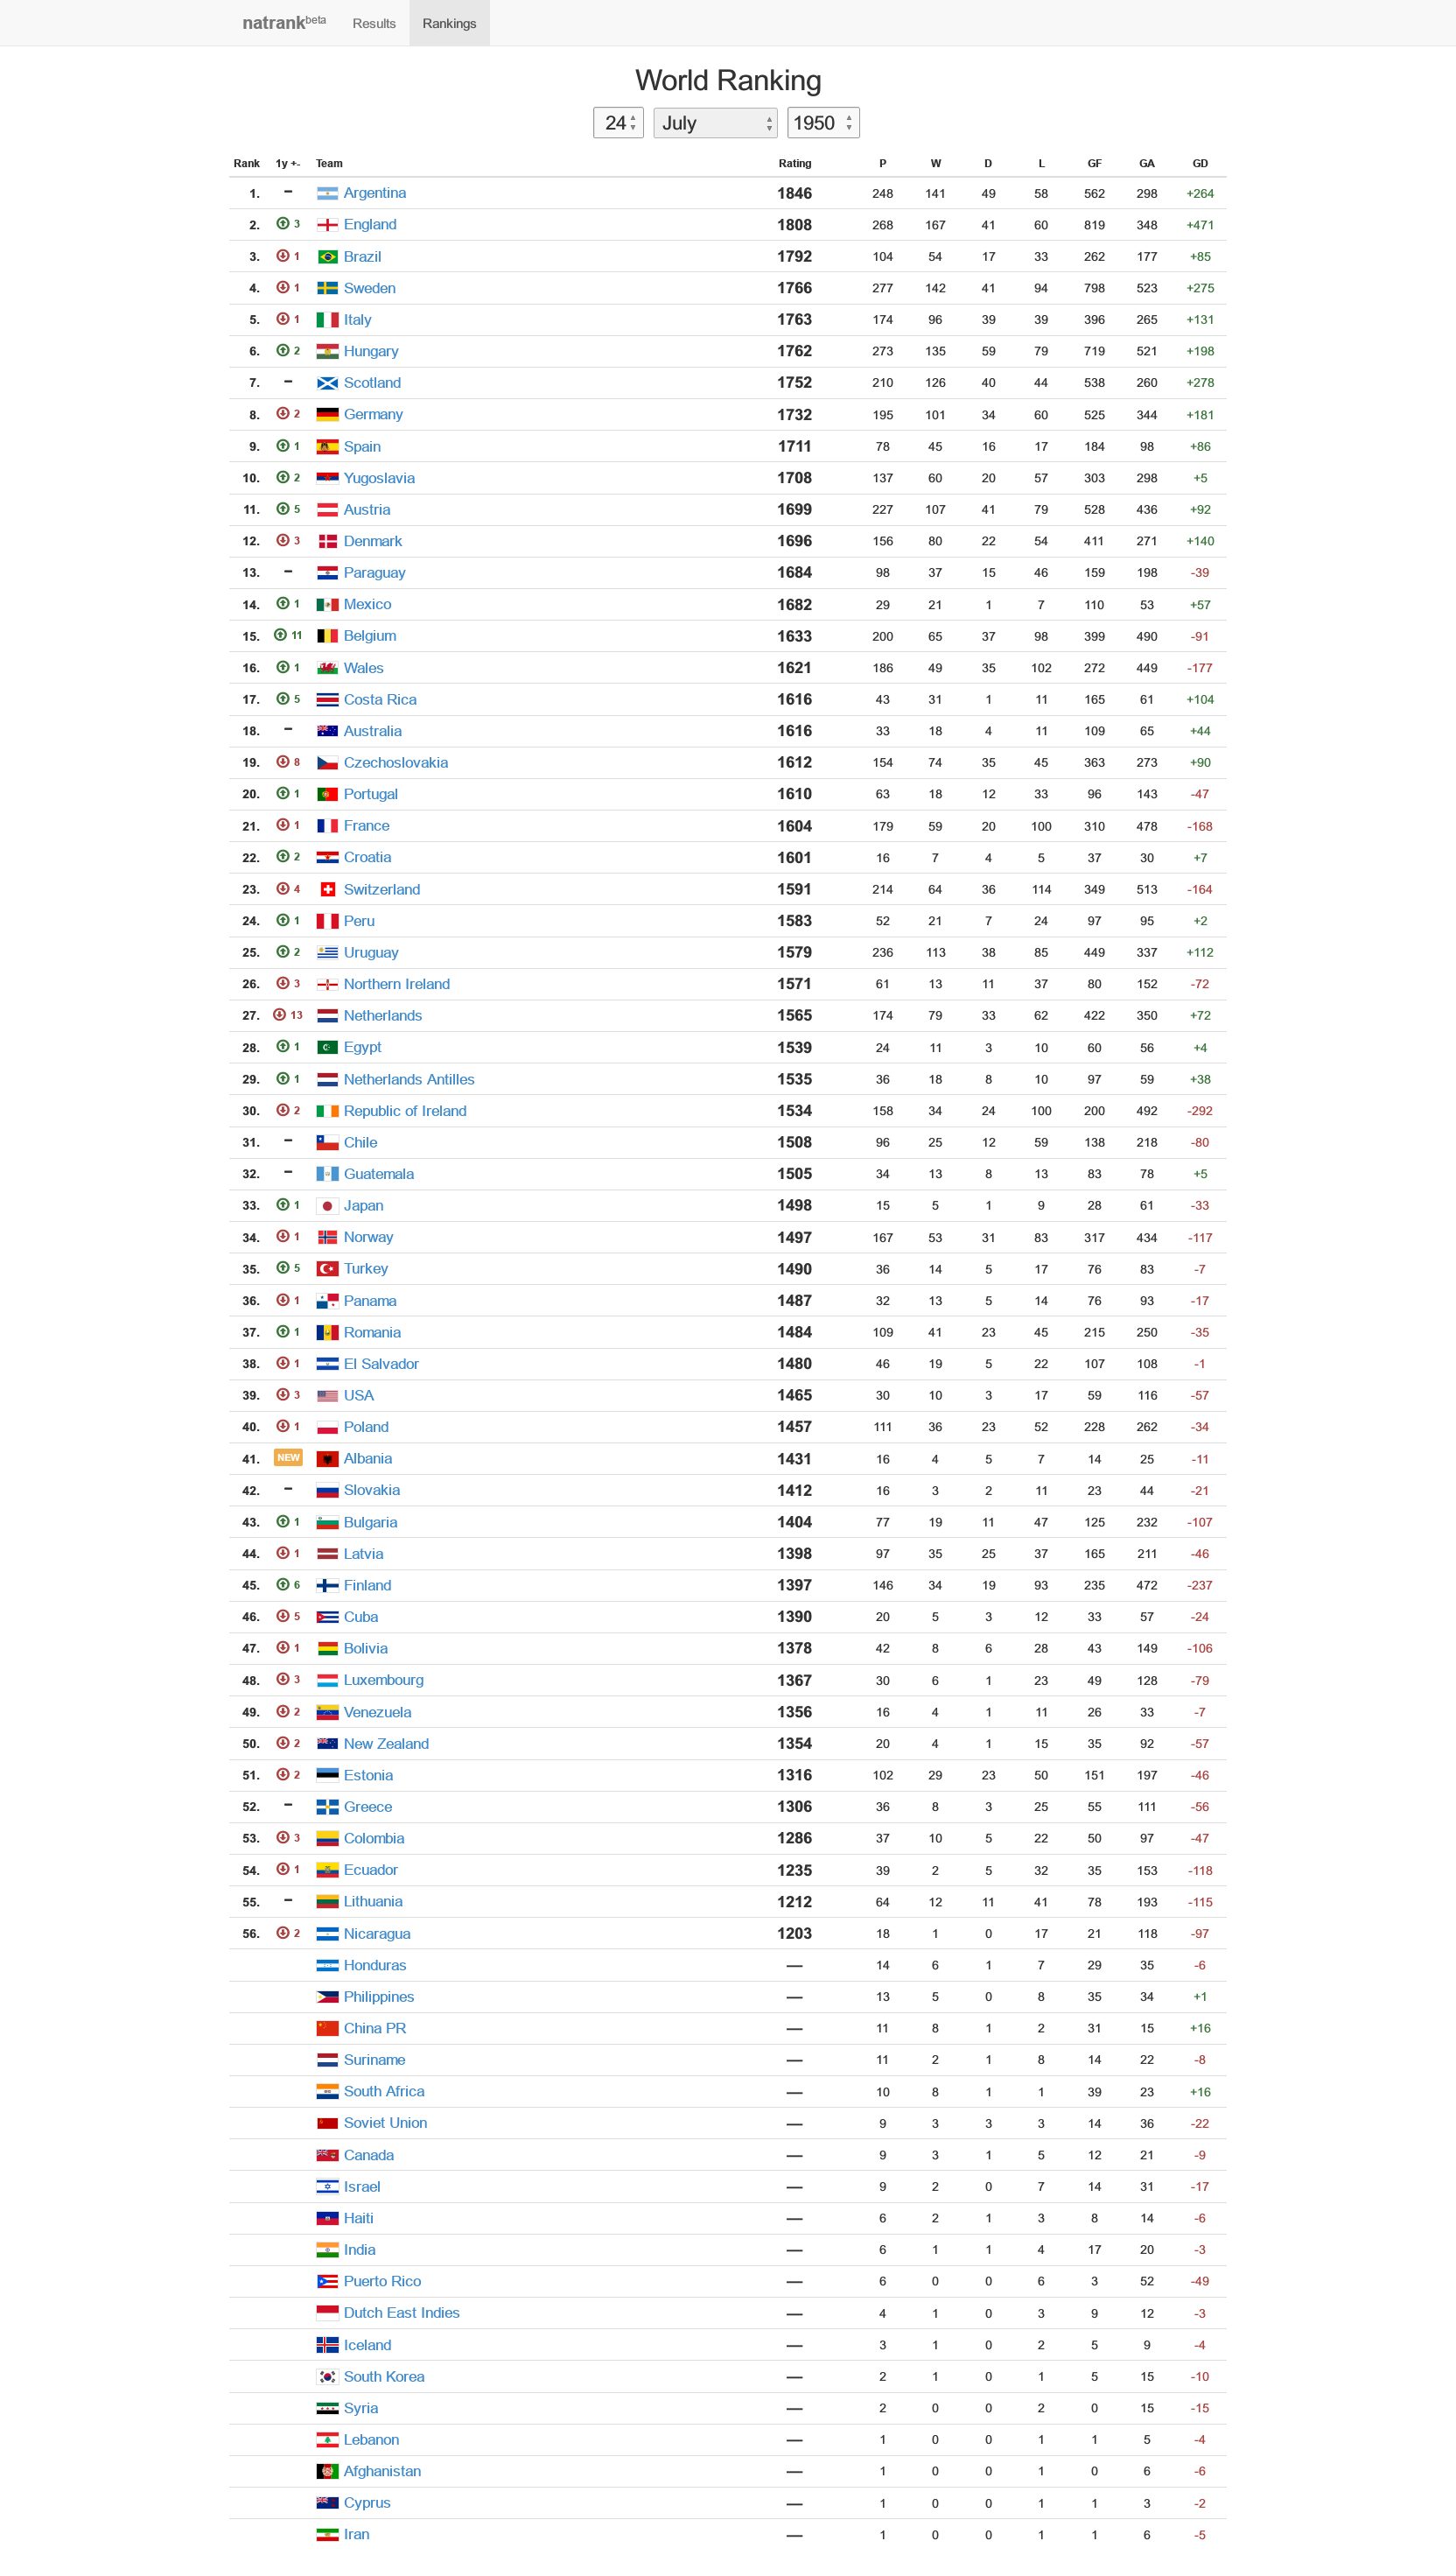 natrankbeta Results Rankings
World Ranking
24 July 1950
Rank 1y +- Team Rating P W D L GF GA GD
1. – Argentina 1846 248 141 49 58 562 298 +264
2. 3 England 1808 268 167 41 60 819 348 +471
3. 1 Brazil 1792 104 54 17 33 262 177 +85
4. 1 Sweden 1766 277 142 41 94 798 523 +275
5. 1 Italy 1763 174 96 39 39 396 265 +131
6. 2 Hungary 1762 273 135 59 79 719 521 +198
7. – Scotland 1752 210 126 40 44 538 260 +278
8. 2 Germany 1732 195 101 34 60 525 344 +181
9. 1 Spain 1711 78 45 16 17 184 98 +86
10. 2 Yugoslavia 1708 137 60 20 57 303 298 +5
11. 5 Austria 1699 227 107 41 79 528 436 +92
12. 3 Denmark 1696 156 80 22 54 411 271 +140
13. – Paraguay 1684 98 37 15 46 159 198 -39
14. 1 Mexico 1682 29 21 1 7 110 53 +57
15. 11 Belgium 1633 200 65 37 98 399 490 -91
16. 1 Wales 1621 186 49 35 102 272 449 -177
17. 5 Costa Rica 1616 43 31 1 11 165 61 +104
18. – Australia 1616 33 18 4 11 109 65 +44
19. 8 Czechoslovakia 1612 154 74 35 45 363 273 +90
20. 1 Portugal 1610 63 18 12 33 96 143 -47
21. 1 France 1604 179 59 20 100 310 478 -168
22. 2 Croatia 1601 16 7 4 5 37 30 +7
23. 4 Switzerland 1591 214 64 36 114 349 513 -164
24. 1 Peru 1583 52 21 7 24 97 95 +2
25. 2 Uruguay 1579 236 113 38 85 449 337 +112
26. 3 Northern Ireland 1571 61 13 11 37 80 152 -72
27. 13 Netherlands 1565 174 79 33 62 422 350 +72
28. 1 Egypt 1539 24 11 3 10 60 56 +4
29. 1 Netherlands Antilles 1535 36 18 8 10 97 59 +38
30. 2 Republic of Ireland 1534 158 34 24 100 200 492 -292
31. – Chile 1508 96 25 12 59 138 218 -80
32. – Guatemala 1505 34 13 8 13 83 78 +5
33. 1 Japan 1498 15 5 1 9 28 61 -33
34. 1 Norway 1497 167 53 31 83 317 434 -117
35. 5 Turkey 1490 36 14 5 17 76 83 -7
36. 1 Panama 1487 32 13 5 14 76 93 -17
37. 1 Romania 1484 109 41 23 45 215 250 -35
38. 1 El Salvador 1480 46 19 5 22 107 108 -1
39. 3 USA 1465 30 10 3 17 59 116 -57
40. 1 Poland 1457 111 36 23 52 228 262 -34
41. NEW Albania 1431 16 4 5 7 14 25 -11
42. – Slovakia 1412 16 3 2 11 23 44 -21
43. 1 Bulgaria 1404 77 19 11 47 125 232 -107
44. 1 Latvia 1398 97 35 25 37 165 211 -46
45. 6 Finland 1397 146 34 19 93 235 472 -237
46. 5 Cuba 1390 20 5 3 12 33 57 -24
47. 1 Bolivia 1378 42 8 6 28 43 149 -106
48. 3 Luxembourg 1367 30 6 1 23 49 128 -79
49. 2 Venezuela 1356 16 4 1 11 26 33 -7
50. 2 New Zealand 1354 20 4 1 15 35 92 -57
51. 2 Estonia 1316 102 29 23 50 151 197 -46
52. – Greece 1306 36 8 3 25 55 111 -56
53. 3 Colombia 1286 37 10 5 22 50 97 -47
54. 1 Ecuador 1235 39 2 5 32 35 153 -118
55. – Lithuania 1212 64 12 11 41 78 193 -115
56. 2 Nicaragua 1203 18 1 0 17 21 118 -97
Honduras — 14 6 1 7 29 35 -6
Philippines — 13 5 0 8 35 34 +1
China PR — 11 8 1 2 31 15 +16
Suriname — 11 2 1 8 14 22 -8
South Africa — 10 8 1 1 39 23 +16
Soviet Union — 9 3 3 3 14 36 -22
Canada — 9 3 1 5 12 21 -9
Israel — 9 2 0 7 14 31 -17
Haiti — 6 2 1 3 8 14 -6
India — 6 1 1 4 17 20 -3
Puerto Rico — 6 0 0 6 3 52 -49
Dutch East Indies — 4 1 0 3 9 12 -3
Iceland — 3 1 0 2 5 9 -4
South Korea — 2 1 0 1 5 15 -10
Syria — 2 0 0 2 0 15 -15
Lebanon — 1 0 0 1 1 5 -4
Afghanistan — 1 0 0 1 0 6 -6
Cyprus — 1 0 0 1 1 3 -2
Iran — 1 0 0 1 1 6 -5